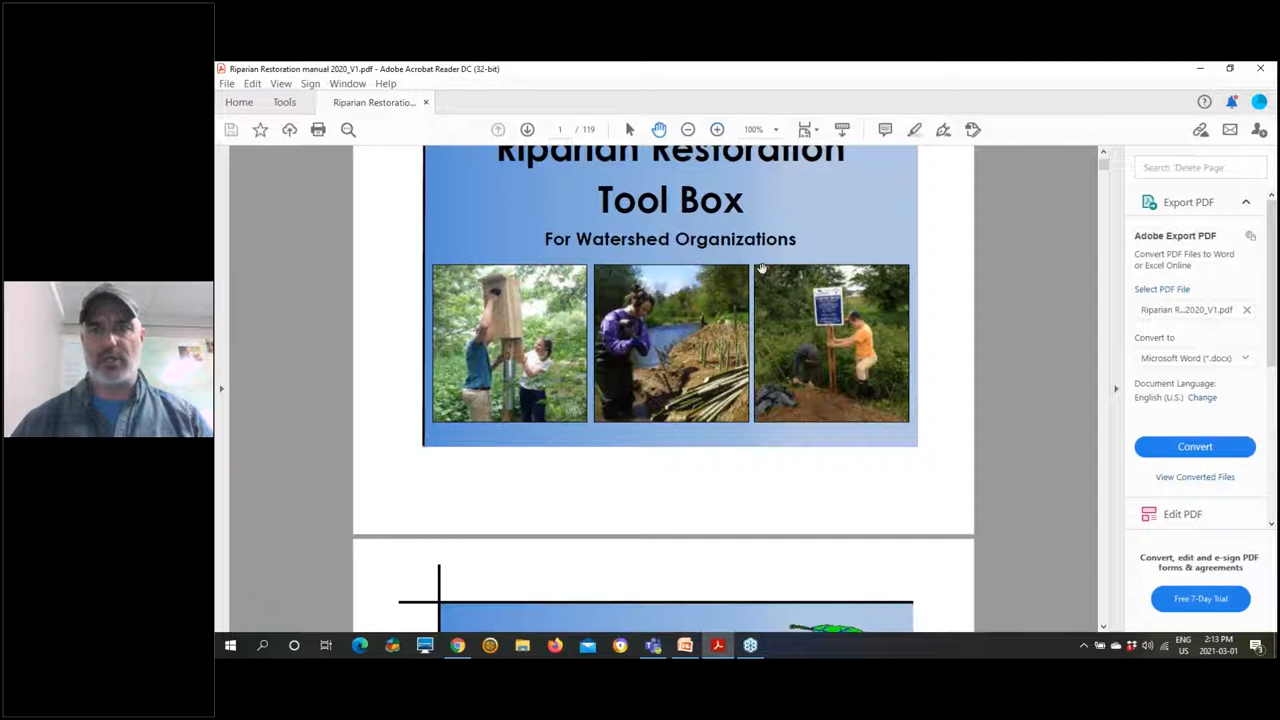 Riparian Restoration manual 2020_V1.pdf - Adobe Acrobat Reader DC (32-bit)
File Edit View Sign Window Help
Home Tools Riparian Restoratio... ×
1 / 119 100%
Riparian Restoration
Tool Box
For Watershed Organizations
Search 'Delete Page
Export PDF
Adobe Export PDF
Convert PDF Files to Word
or Excel Online
Select PDF File
Riparian R...2020_V1.pdf
Convert to
Microsoft Word (*.docx)
Document Language:
English (U.S.) Change
Convert
View Converted Files
Edit PDF
Convert, edit and e-sign PDF
forms & agreements
Free 7-Day Trial
ENG
US
2:13 PM
2021-03-01
3